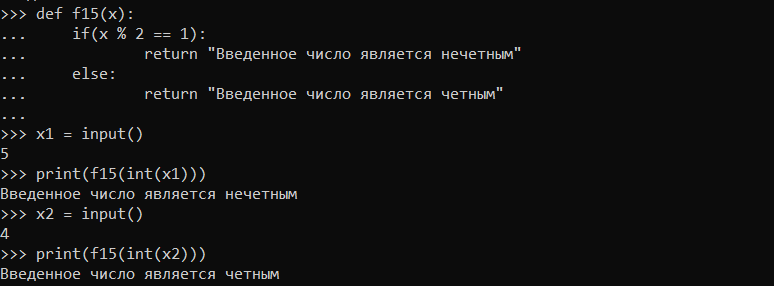 >>> def f15(x):
...     if(x % 2 == 1):
...             return "Введенное число является нечетным"
...     else:
...             return "Введенное число является четным"
...
>>> x1 = input()
5
>>> print(f15(int(x1)))
Введенное число является нечетным
>>> x2 = input()
4
>>> print(f15(int(x2)))
Введенное число является четным